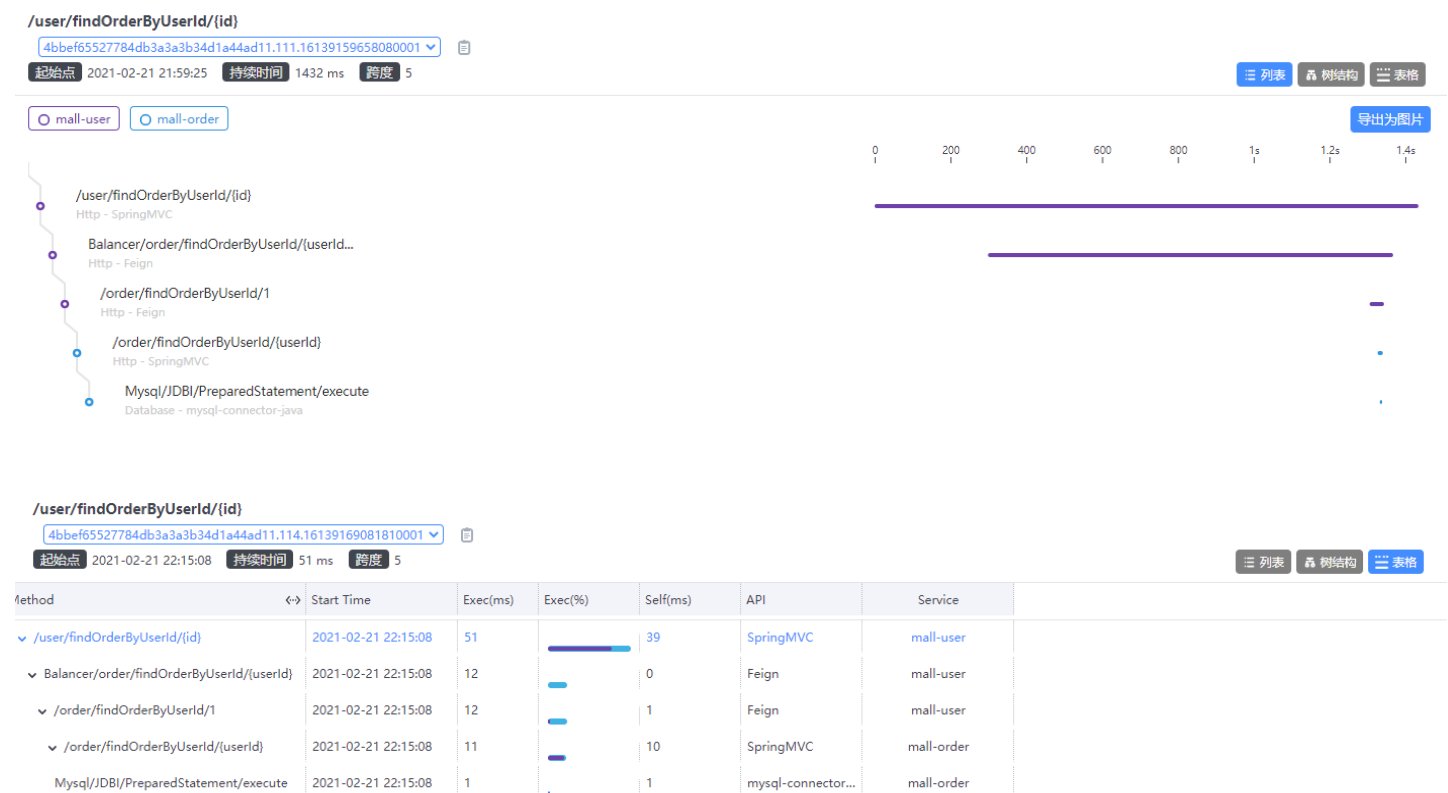 /user/findOrderByUserId/{id}
4bbef65527784db3a3a3b34d1a44ad11.111.16139159658080001
起始点 2021-02-21 21:59:25 持续时间 1432 ms 跨度 5
列表 树结构 表格
mall-user mall-order
导出为图片
0 200 400 600 800 1s 1.2s 1.4s
/user/findOrderByUserId/{id}
Http - SpringMVC
Balancer/order/findOrderByUserId/{userId...
Http - Feign
/order/findOrderByUserId/1
Http - Feign
/order/findOrderByUserId/{userId}
Http - SpringMVC
Mysql/JDBI/PreparedStatement/execute
Database - mysql-connector-java
/user/findOrderByUserId/{id}
4bbef65527784db3a3a3b34d1a44ad11.114.16139169081810001
起始点 2021-02-21 22:15:08 持续时间 51 ms 跨度 5
列表 树结构 表格
Method Start Time Exec(ms) Exec(%) Self(ms) API Service
/user/findOrderByUserId/{id} 2021-02-21 22:15:08 51 39 SpringMVC mall-user
Balancer/order/findOrderByUserId/{userId} 2021-02-21 22:15:08 12 0 Feign mall-user
/order/findOrderByUserId/1 2021-02-21 22:15:08 12 1 Feign mall-user
/order/findOrderByUserId/{userId} 2021-02-21 22:15:08 11 10 SpringMVC mall-order
Mysql/JDBI/PreparedStatement/execute 2021-02-21 22:15:08 1 1 mysql-connector... mall-order